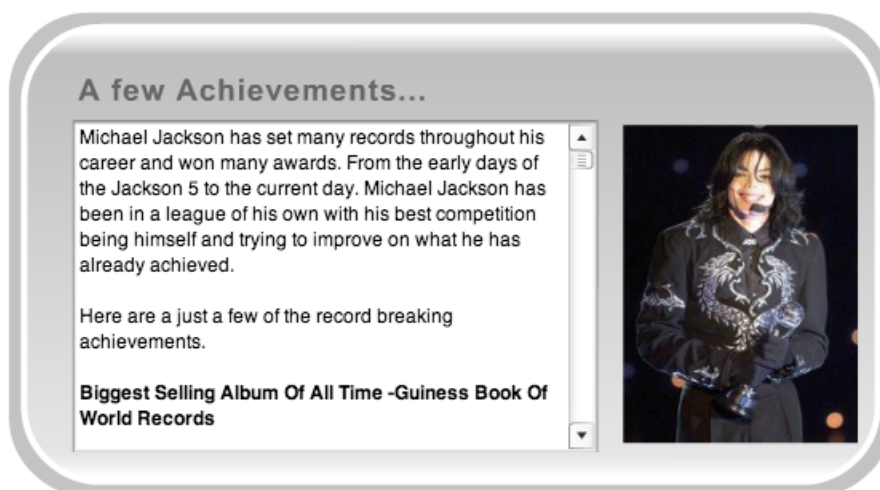 A few Achievements...
Michael Jackson has set many records throughout his
career and won many awards. From the early days of
the Jackson 5 to the current day. Michael Jackson has
been in a league of his own with his best competition
being himself and trying to improve on what he has
already achieved.
Here are a just a few of the record breaking
achievements.
Biggest Selling Album Of All Time -Guiness Book Of
World Records